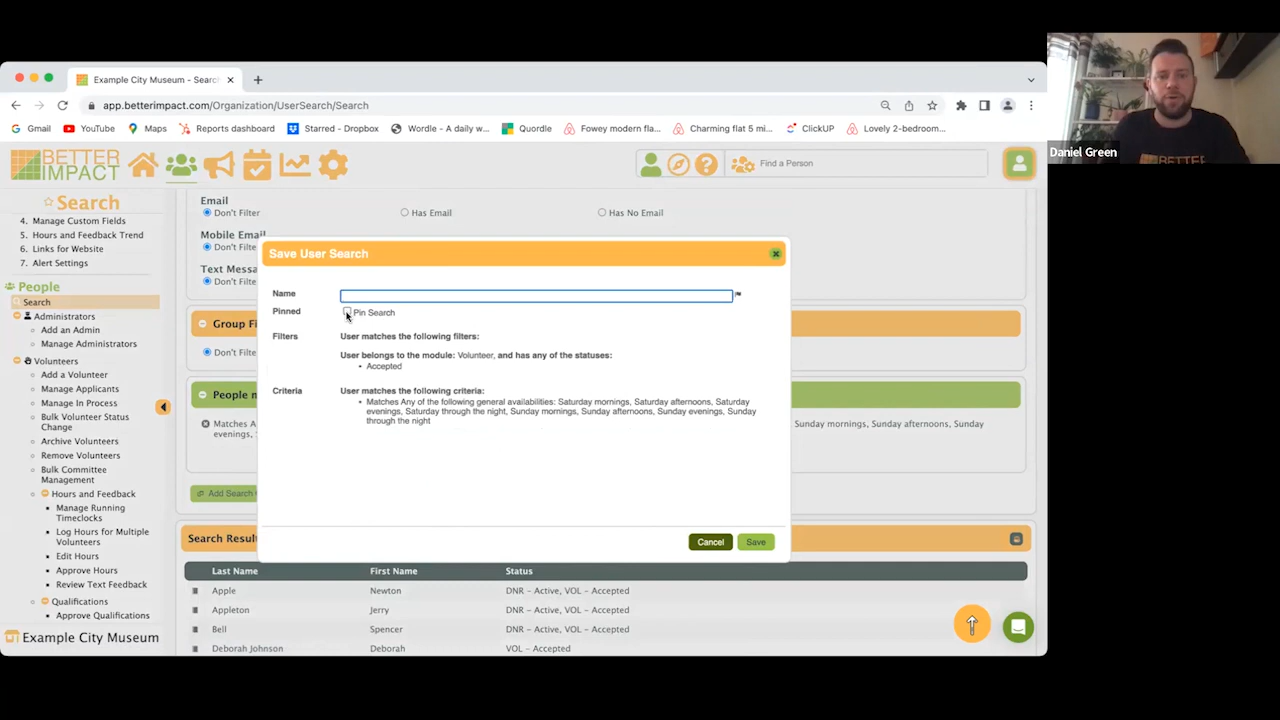 Example City Museum - Search
app.betterimpact.com/Organization/UserSearch/Search
Gmail
YouTube
Maps
Reports dashboard
Starred - Dropbox
Wordle - A daily w...
Quordle
Fowey modern fla...
Charming flat 5 mi...
ClickUP
Lovely 2-bedroom...
Daniel Green
BETTER
IMPACT
Find a Person
Search
4. Manage Custom Fields
5. Hours and Feedback Trend
6. Links for Website
7. Alert Settings
People
Search
Administrators
Add an Admin
Manage Administrators
Volunteers
Add a Volunteer
Manage Applicants
Manage In Process
Bulk Volunteer Status
Change
Archive Volunteers
Remove Volunteers
Bulk Committee
Management
Hours and Feedback
Manage Running
Timeclocks
Log Hours for Multiple
Volunteers
Edit Hours
Approve Hours
Review Text Feedback
Qualifications
Approve Qualifications
Example City Museum
Email
Don't Filter
Has Email
Has No Email
Mobile Email
Don't Filte
Text Messa
Don't Filte
Group Fi
Don't Filte
People m
Matches A
evenings,
Sunday mornings, Sunday afternoons, Sunday
Add Search
Save User Search
Name
Pinned
Pin Search
Filters
User matches the following filters:
User belongs to the module: Volunteer, and has any of the statuses:
• Accepted
Criteria
User matches the following criteria:
• Matches Any of the following general availabilities: Saturday mornings, Saturday afternoons, Saturday
evenings, Saturday through the night, Sunday mornings, Sunday afternoons, Sunday evenings, Sunday
through the night
Cancel
Save
Search Resul
Last Name First Name Status
Apple Newton DNR – Active, VOL – Accepted
Appleton Jerry DNR – Active, VOL – Accepted
Bell Spencer DNR – Active, VOL – Accepted
Deborah Johnson Deborah VOL – Accepted